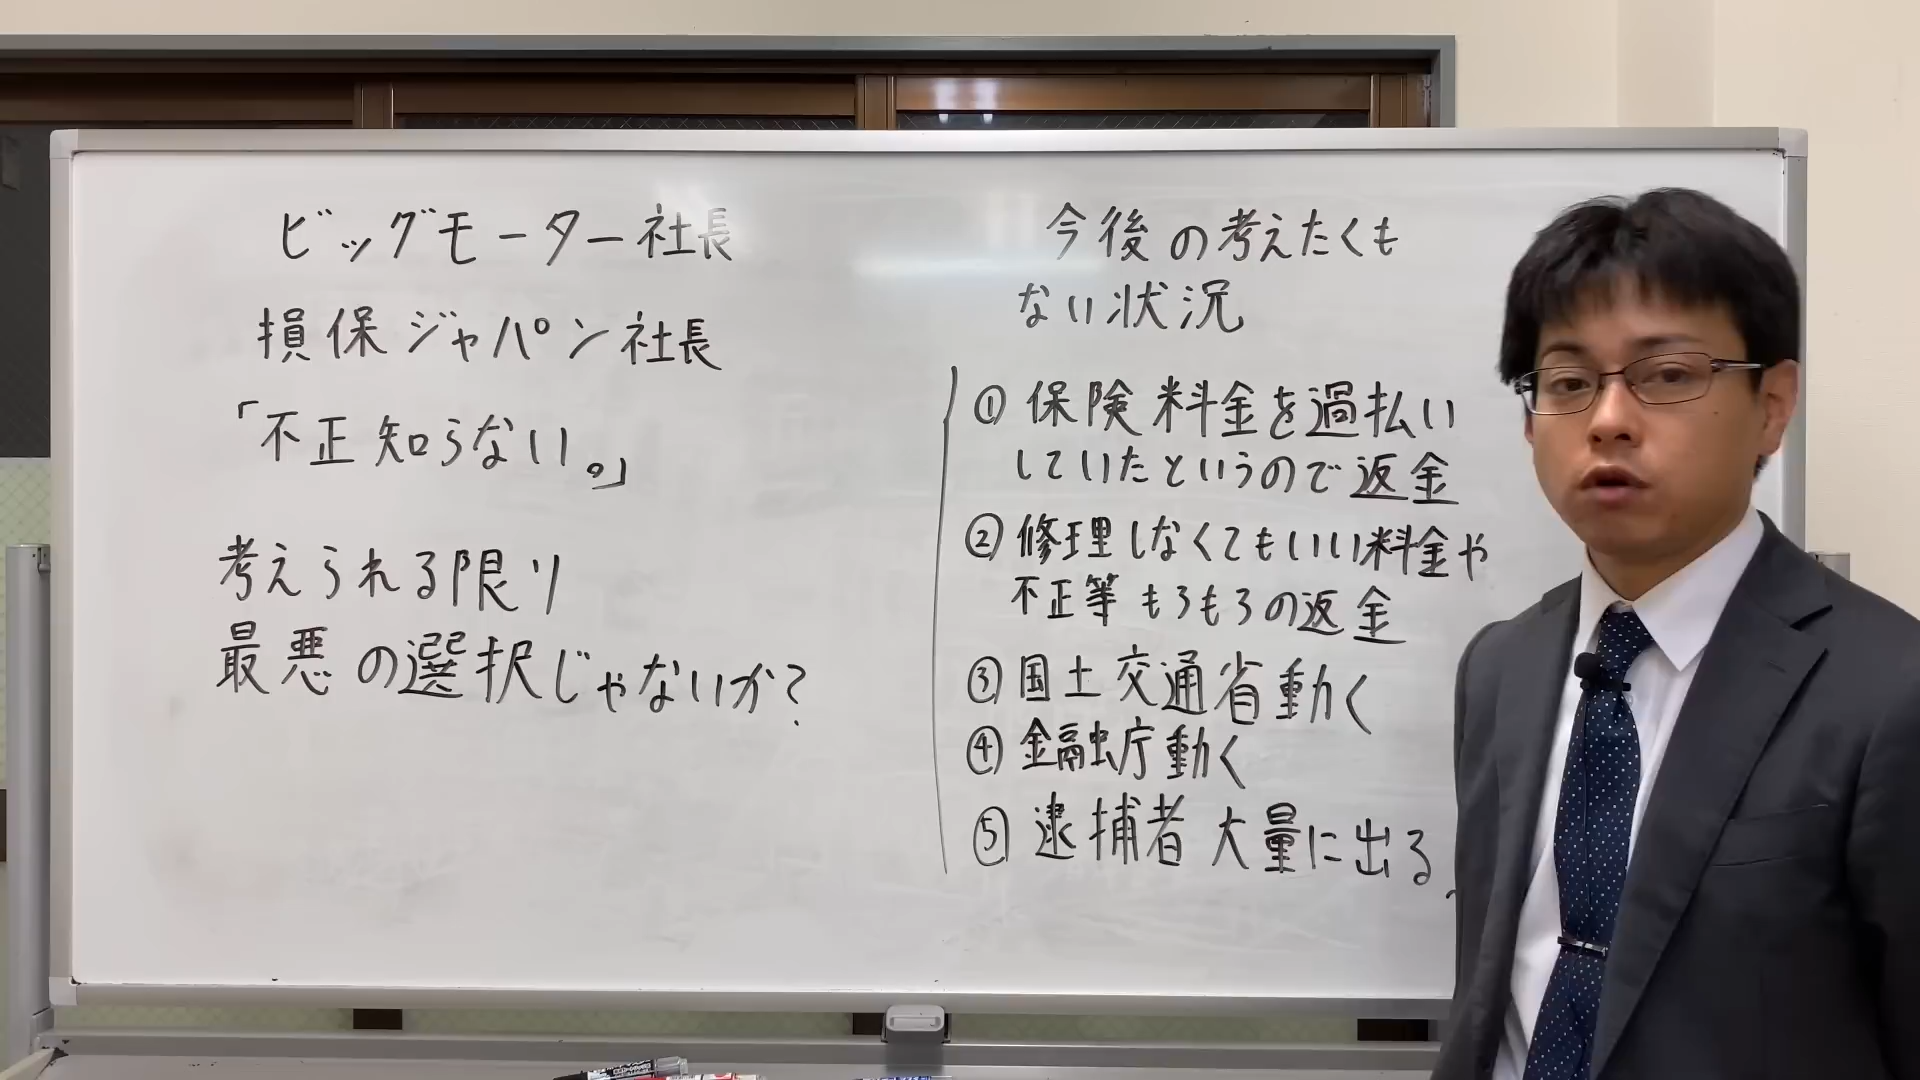 ビッグモーター社長
損保ジャパン社長
「不正知らない。」
考えられる限り
最悪の選択じゃないか?
今後の考えたくも
ない状況
① 保険料金を過払い
していたというので返金
② 修理しなくてもいい料金や
不正等もろもろの返金
③ 国土交通省動く
④ 金融庁動く
⑤ 逮捕者大量に出る